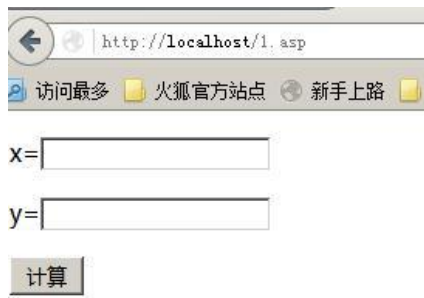 http://localhost/1.asp
访问最多 火狐官方站点 新手上路
x=
y=
计算